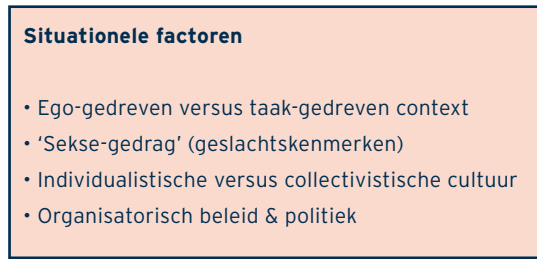 Situationele factoren
• Ego-gedreven versus taak-gedreven context
• ‘Sekse-gedrag’ (geslachtskenmerken)
• Individualistische versus collectivistische cultuur
• Organisatorisch beleid & politiek